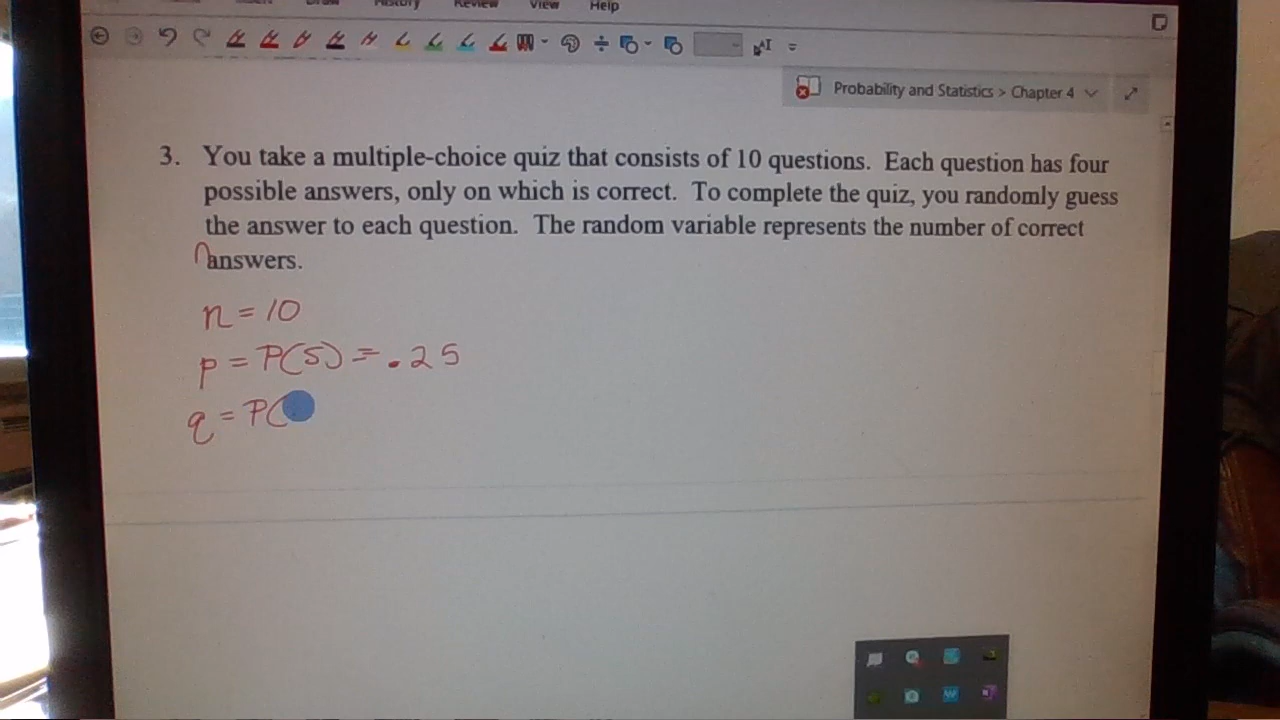 View
Help
Probability and Statistics > Chapter 4
3. You take a multiple-choice quiz that consists of 10 questions. Each question has four
possible answers, only on which is correct. To complete the quiz, you randomly guess
the answer to each question. The random variable represents the number of correct
answers.
n = 10
p = P(S) = .25
q = P(